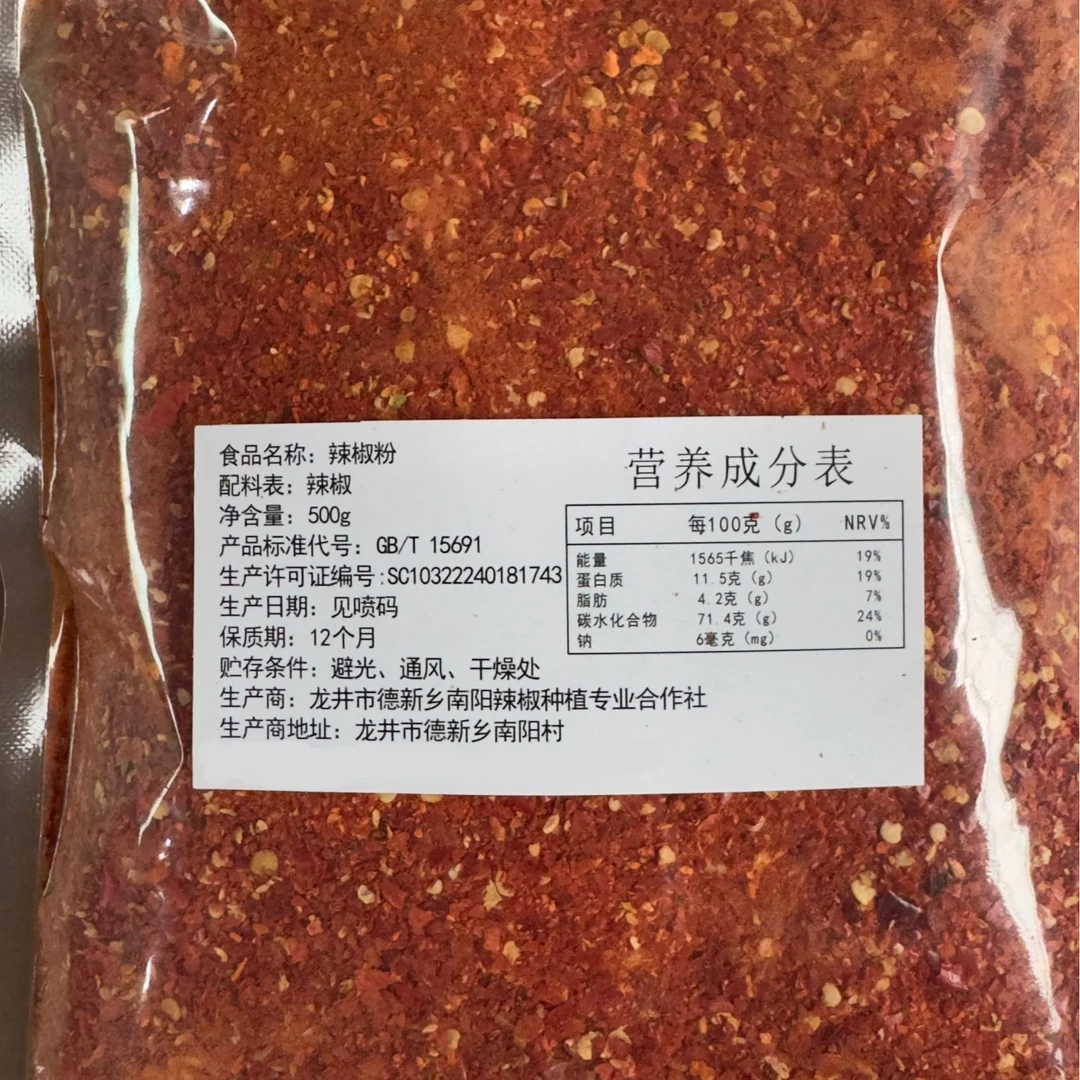 食品名称：辣椒粉
配料表：辣椒
净含量：500g
产品标准代号：GB/T 15691
生产许可证编号:SC10322240181743
生产日期：见喷码
保质期：12个月
贮存条件：避光、通风、干燥处
生产商：龙井市德新乡南阳辣椒种植专业合作社
生产商地址：龙井市德新乡南阳村
营养成分表
项目 每100克（g） NRV%
能量 1565千焦（kJ） 19%
蛋白质 11.5克（g） 19%
脂肪 4.2克（g） 7%
碳水化合物 71.4克（g） 24%
钠 6毫克（mg） 0%